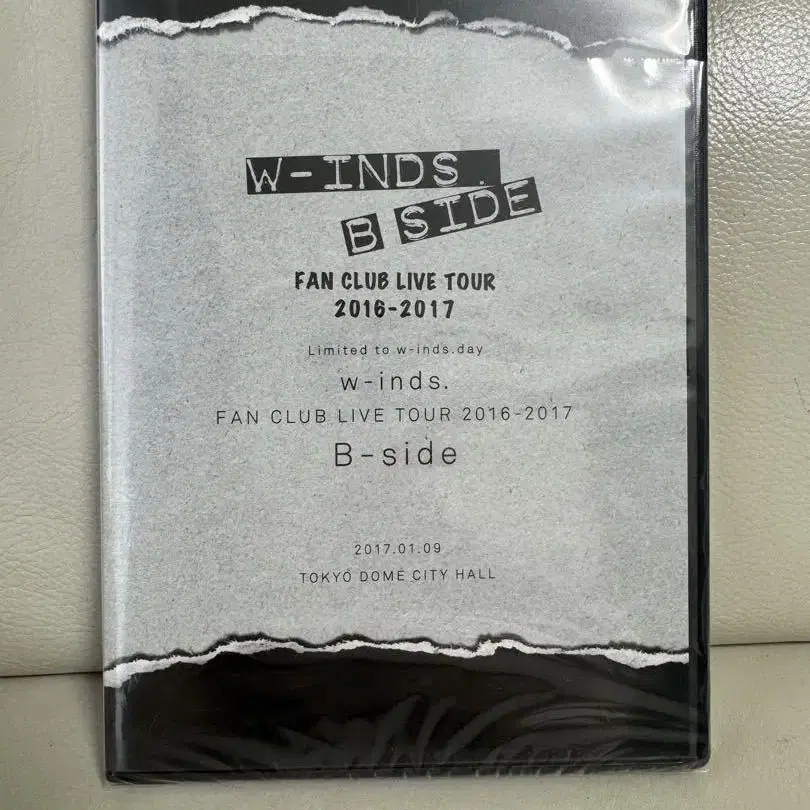 W-INDS.
B SIDE
FAN CLUB LIVE TOUR
2016-2017
Limited to w-inds.day
w-inds.
FAN CLUB LIVE TOUR 2016-2017
B-side
2017.01.09
TOKYO DOME CITY HALL